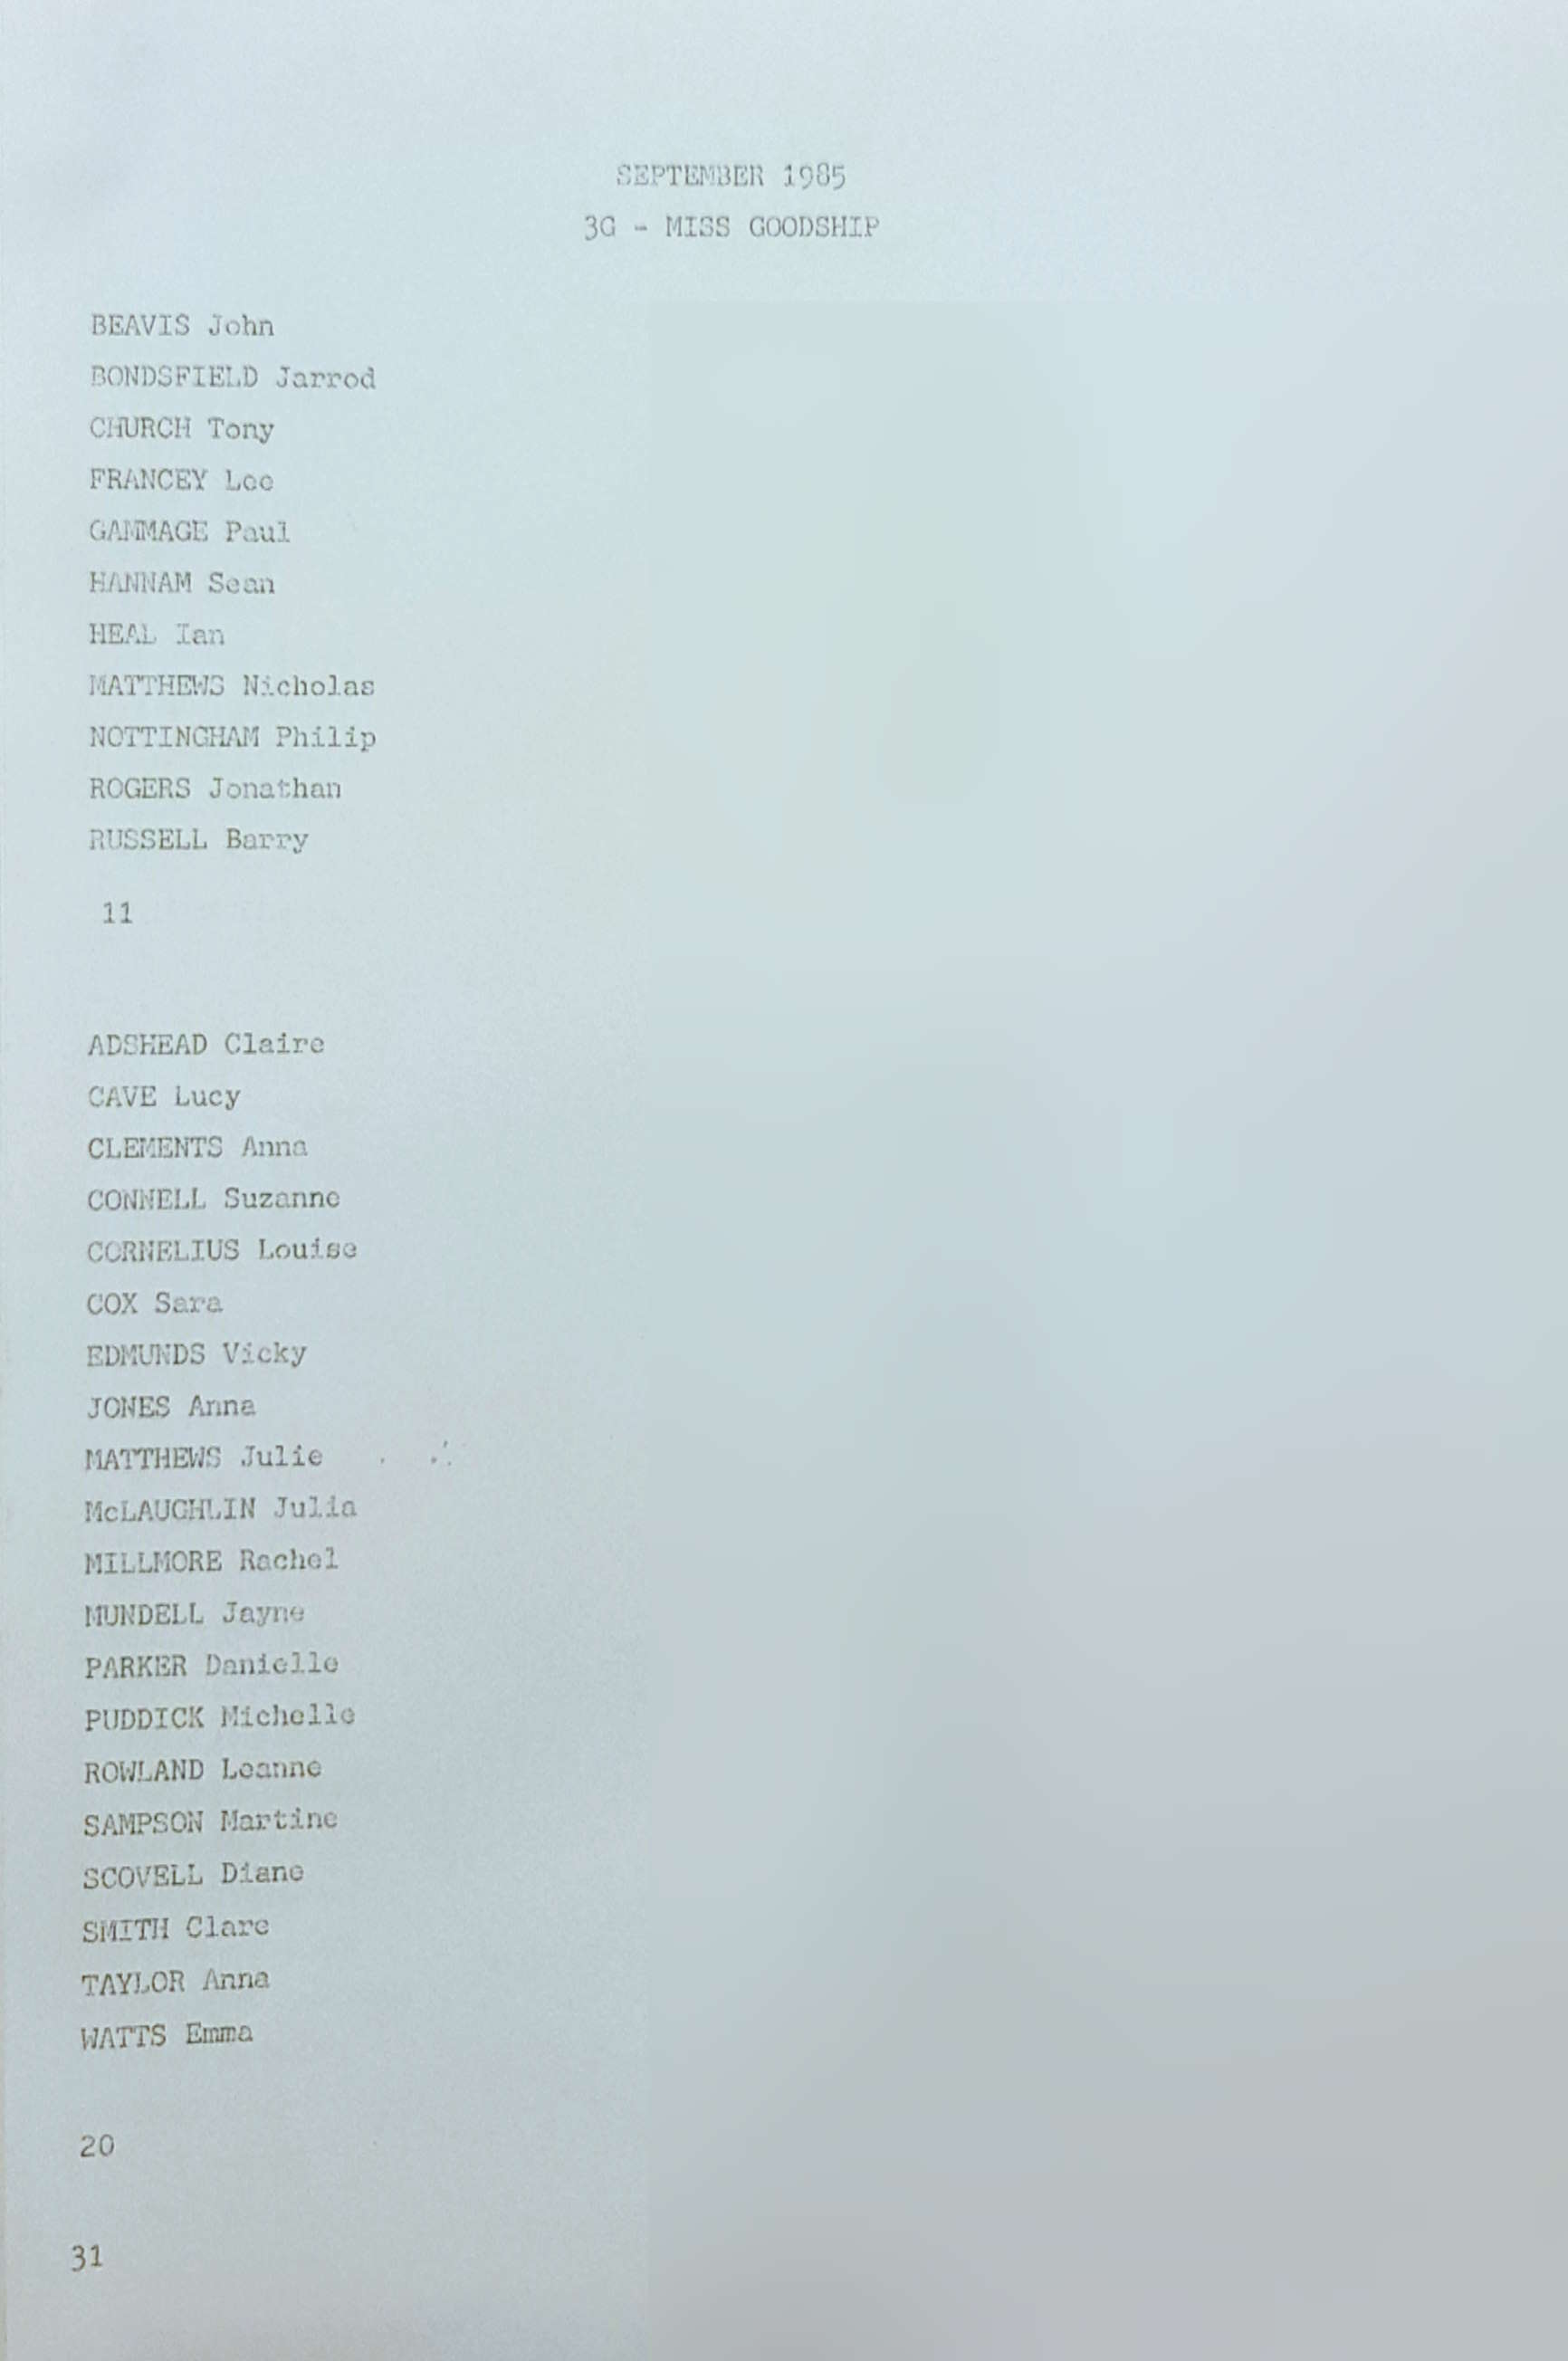 SEPTEMBER 1985
3G - MISS GOODSHIP
BEAVIS John
BONDSFIELD Jarrod
CHURCH Tony
FRANCEY Lee
GAMMAGE Paul
HANNAM Sean
HEAL Ian
MATTHEWS Nicholas
NOTTINGHAM Philip
ROGERS Jonathan
RUSSELL Barry
11
ADSHEAD Claire
CAVE Lucy
CLEMENTS Anna
CONNELL Suzanne
CORNELIUS Louise
COX Sara
EDMUNDS Vicky
JONES Anna
MATTHEWS Julie
McLAUGHLIN Julia
MILLMORE Rachel
MUNDELL Jayne
PARKER Danielle
PUDDICK Michelle
ROWLAND Leanne
SAMPSON Martine
SCOVELL Diane
SMITH Clare
TAYLOR Anna
WATTS Emma
20
31